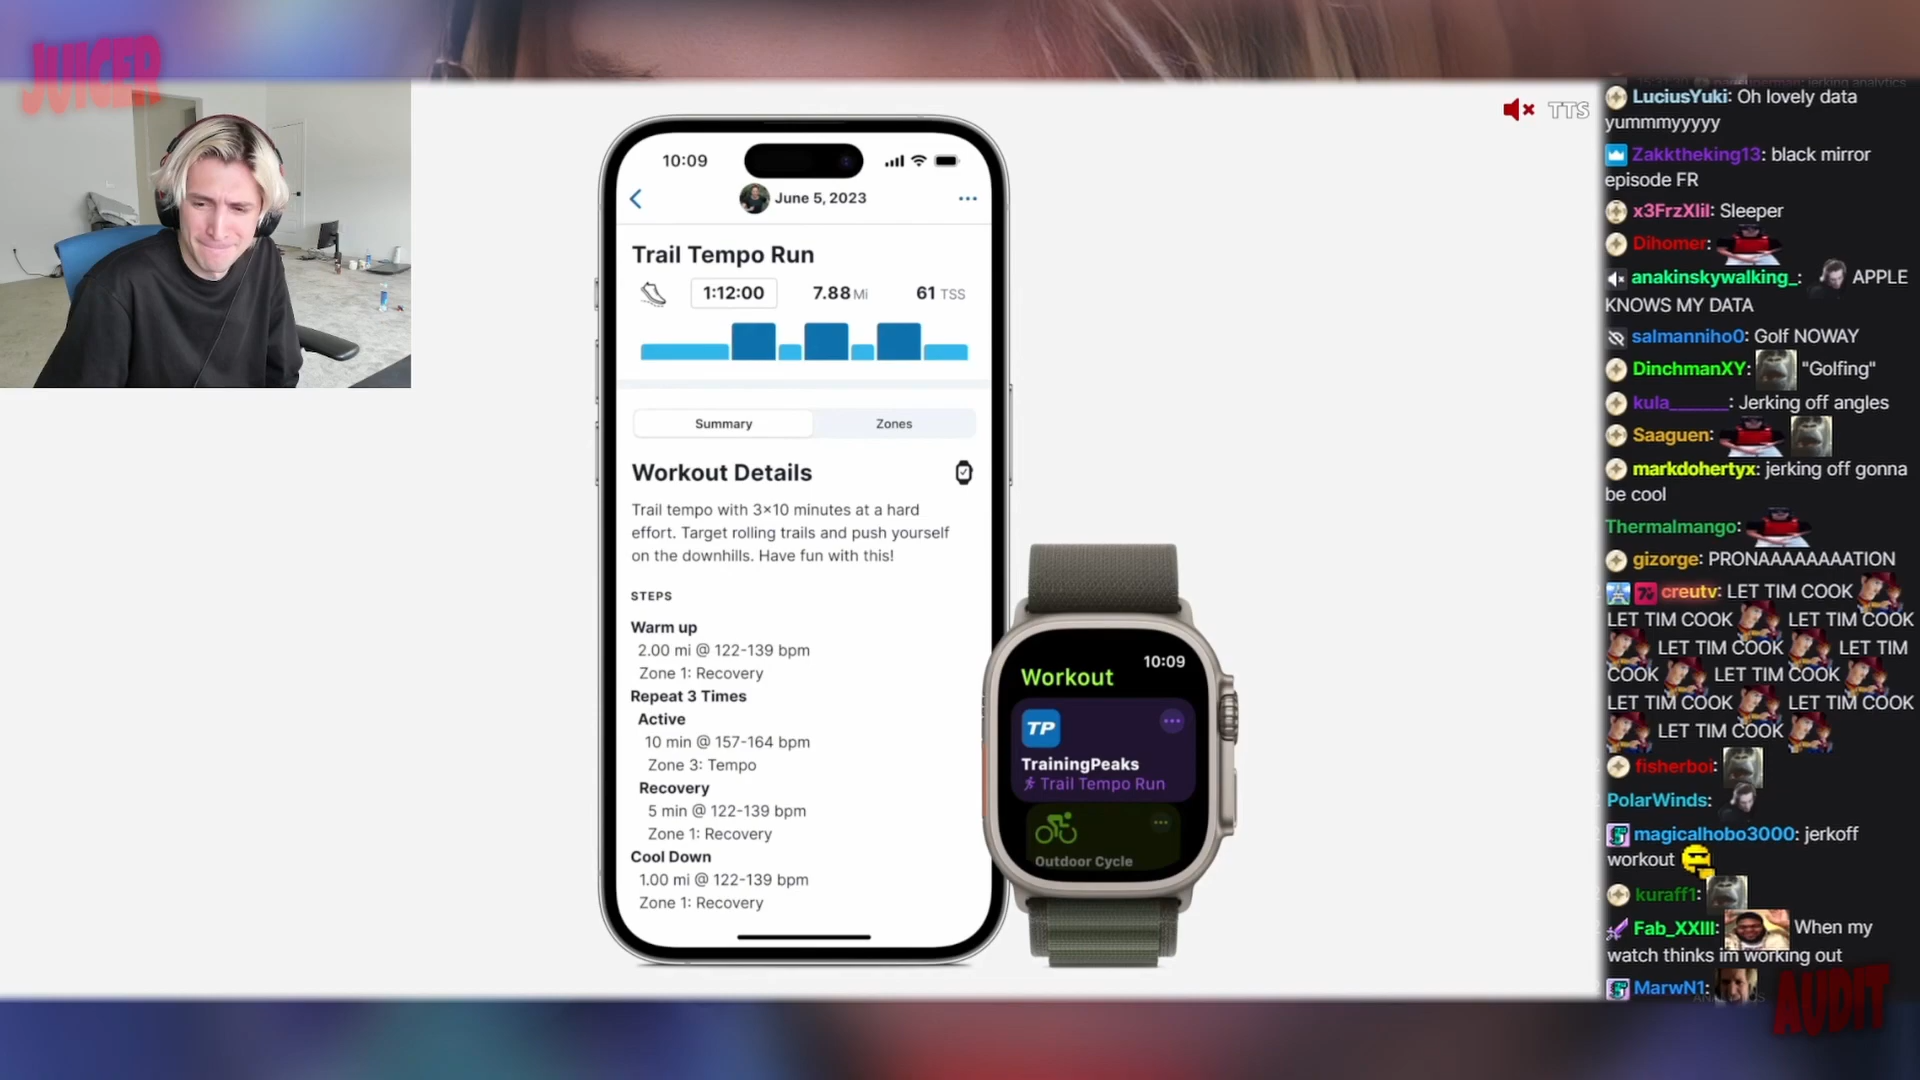 JUICER
TTS
10:09
June 5, 2023
Trail Tempo Run
1:12:00 7.88 Mi 61 TSS
Summary Zones
Workout Details
Trail tempo with 3×10 minutes at a hard
effort. Target rolling trails and push yourself
on the downhills. Have fun with this!
STEPS
Warm up
2.00 mi @ 122-139 bpm
Zone 1: Recovery
Repeat 3 Times
Active
10 min @ 157-164 bpm
Zone 3: Tempo
Recovery
5 min @ 122-139 bpm
Zone 1: Recovery
Cool Down
1.00 mi @ 122-139 bpm
Zone 1: Recovery
10:09
Workout
TP
TrainingPeaks
Trail Tempo Run
Outdoor Cycle
jerking analytics
LuciusYuki: Oh lovely data
yummmyyyyy
Zakktheking13: black mirror
episode FR
x3FrzXlil: Sleeper
Dihomer:
anakinskywalking_: APPLE
KNOWS MY DATA
salmanniho0: Golf NOWAY
DinchmanXY: "Golfing"
kula______: Jerking off angles
Saaguen:
markdohertyx: jerking off gonna
be cool
Thermalmango:
gizorge: PRONAAAAAAAATION
creutv: LET TIM COOK
LET TIM COOK LET TIM COOK
LET TIM COOK LET TIM
COOK LET TIM COOK
LET TIM COOK LET TIM COOK
LET TIM COOK
fisherboi:
PolarWinds:
magicalhobo3000: jerkoff
workout
kuraff1:
Fab_XXIII: When my
watch thinks im working out
MarwN1:
AUDIT